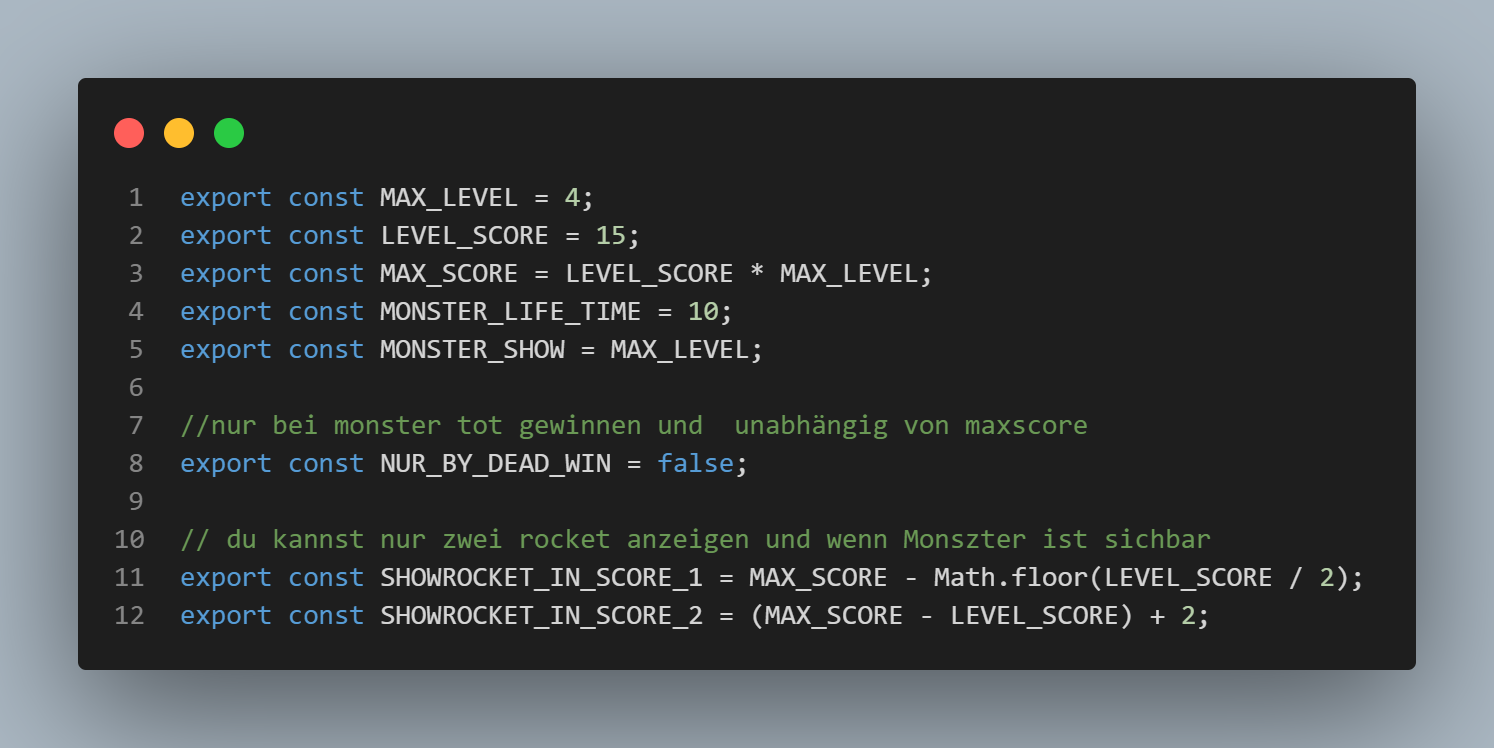 1 export const MAX_LEVEL = 4;
2 export const LEVEL_SCORE = 15;
3 export const MAX_SCORE = LEVEL_SCORE * MAX_LEVEL;
4 export const MONSTER_LIFE_TIME = 10;
5 export const MONSTER_SHOW = MAX_LEVEL;
6
7 //nur bei monster tot gewinnen und  unabhängig von maxscore
8 export const NUR_BY_DEAD_WIN = false;
9
10 // du kannst nur zwei rocket anzeigen und wenn Monszter ist sichbar
11 export const SHOWROCKET_IN_SCORE_1 = MAX_SCORE - Math.floor(LEVEL_SCORE / 2);
12 export const SHOWROCKET_IN_SCORE_2 = (MAX_SCORE - LEVEL_SCORE) + 2;